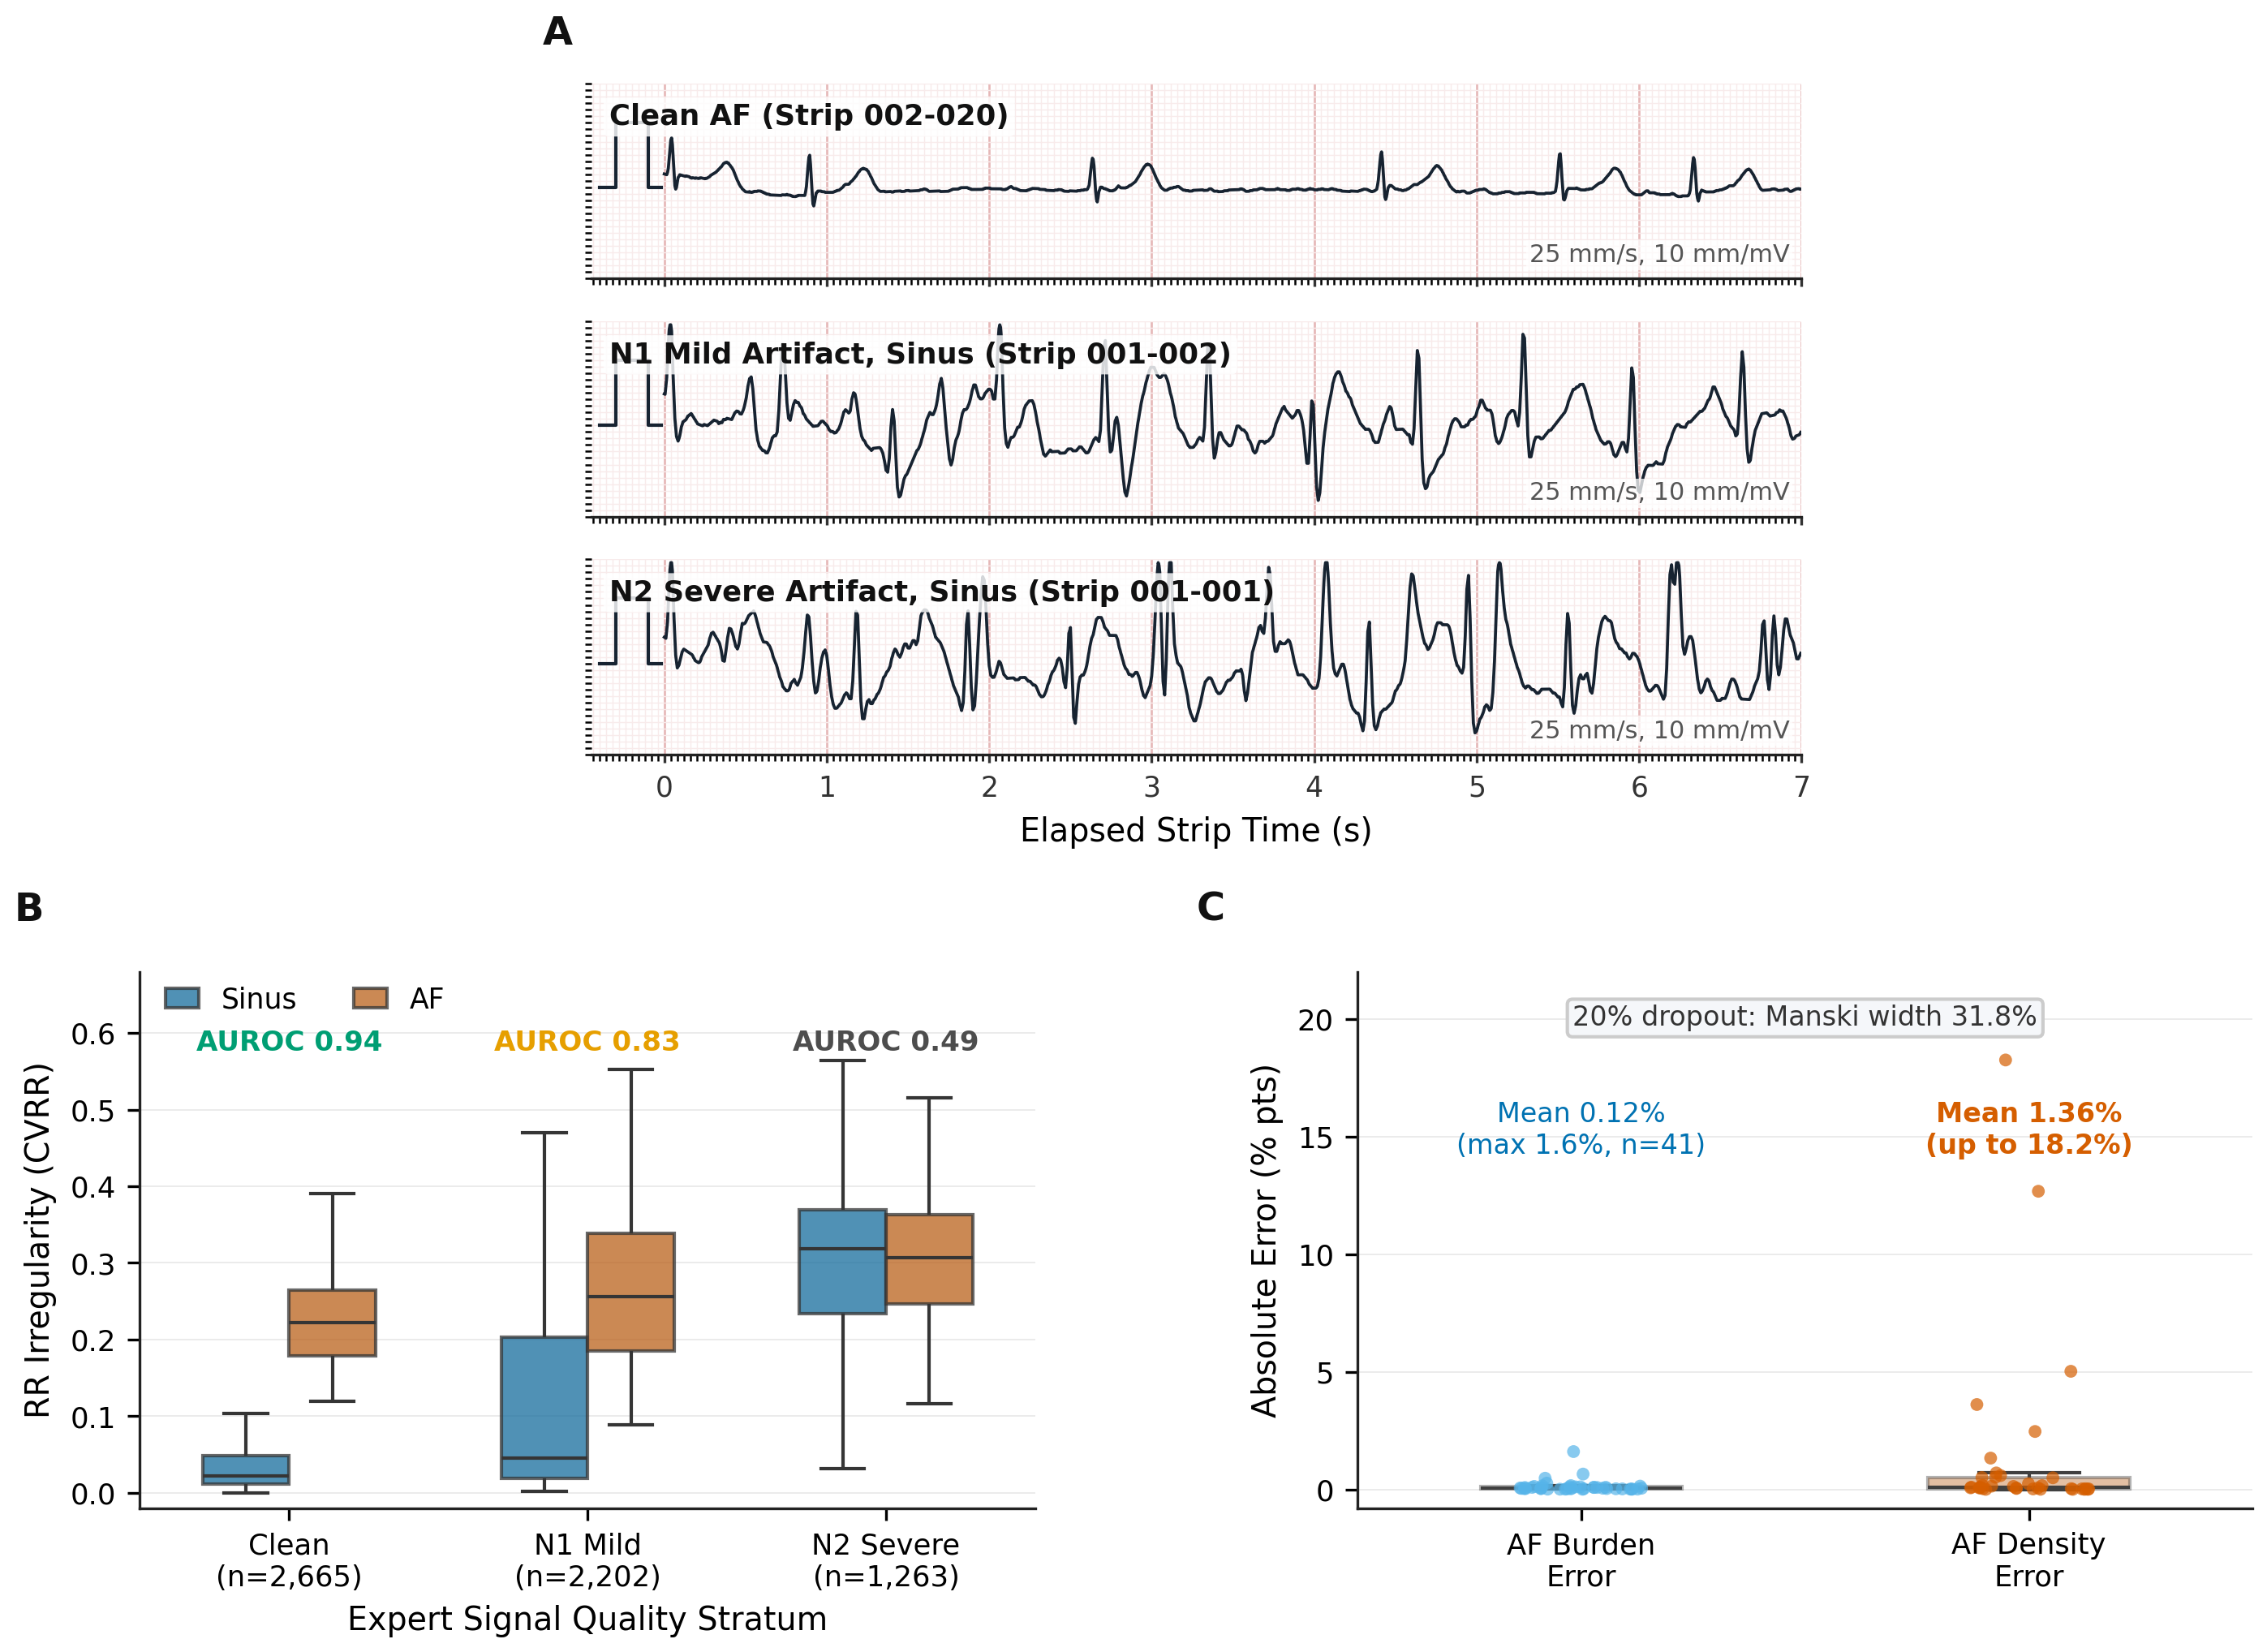 A
Clean AF (Strip 002-020)
25 mm/s, 10 mm/mV
N1 Mild Artifact, Sinus (Strip 001-002)
25 mm/s, 10 mm/mV
N2 Severe Artifact, Sinus (Strip 001-001)
25 mm/s, 10 mm/mV
0 1 2 3 4 5 6 7
Elapsed Strip Time (s)
B
Sinus AF
AUROC 0.94 AUROC 0.83 AUROC 0.49
RR Irregularity (CVRR)
0.6
0.5
0.4
0.3
0.2
0.1
0.0
Clean N1 Mild N2 Severe
(n=2,665) (n=2,202) (n=1,263)
Expert Signal Quality Stratum
C
20% dropout: Manski width 31.8%
Mean 0.12% Mean 1.36%
(max 1.6%, n=41) (up to 18.2%)
Absolute Error (% pts)
20
15
10
5
0
AF Burden AF Density
Error Error